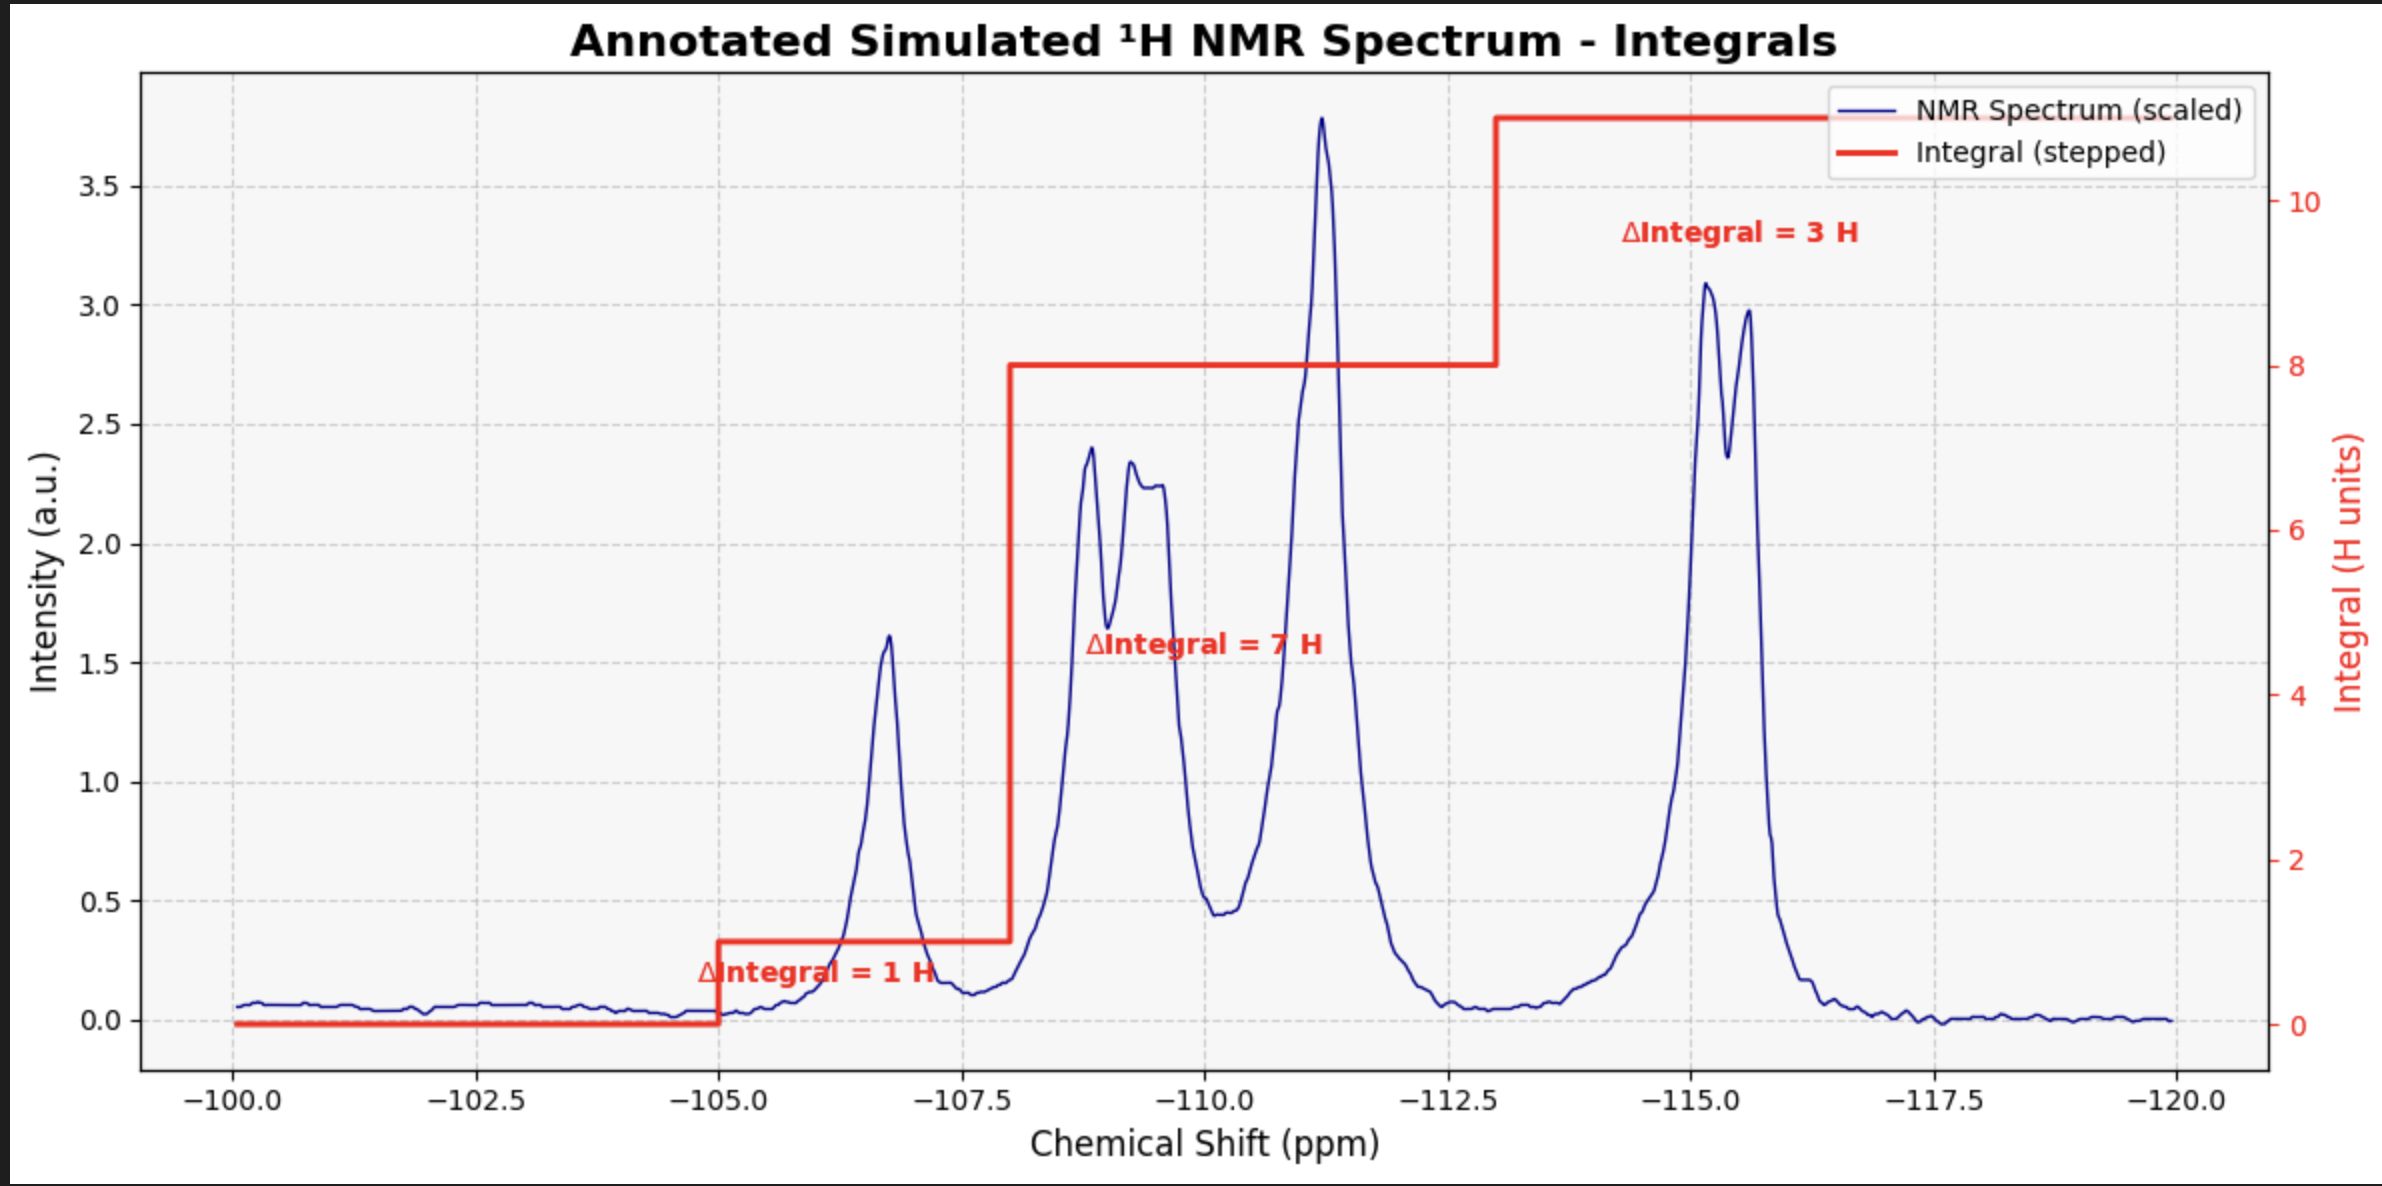 Annotated Simulated ¹H NMR Spectrum - Integrals
NMR Spectrum (scaled)
Integral (stepped)
Intensity (a.u.)
3.5
3.0
2.5
2.0
1.5
1.0
0.5
0.0
ΔIntegral = 3 H
ΔIntegral = 7 H
ΔIntegral = 1 H
10
8
6
4
2
0
Integral (H units)
−100.0 −102.5 −105.0 −107.5 −110.0 −112.5 −115.0 −117.5 −120.0
Chemical Shift (ppm)